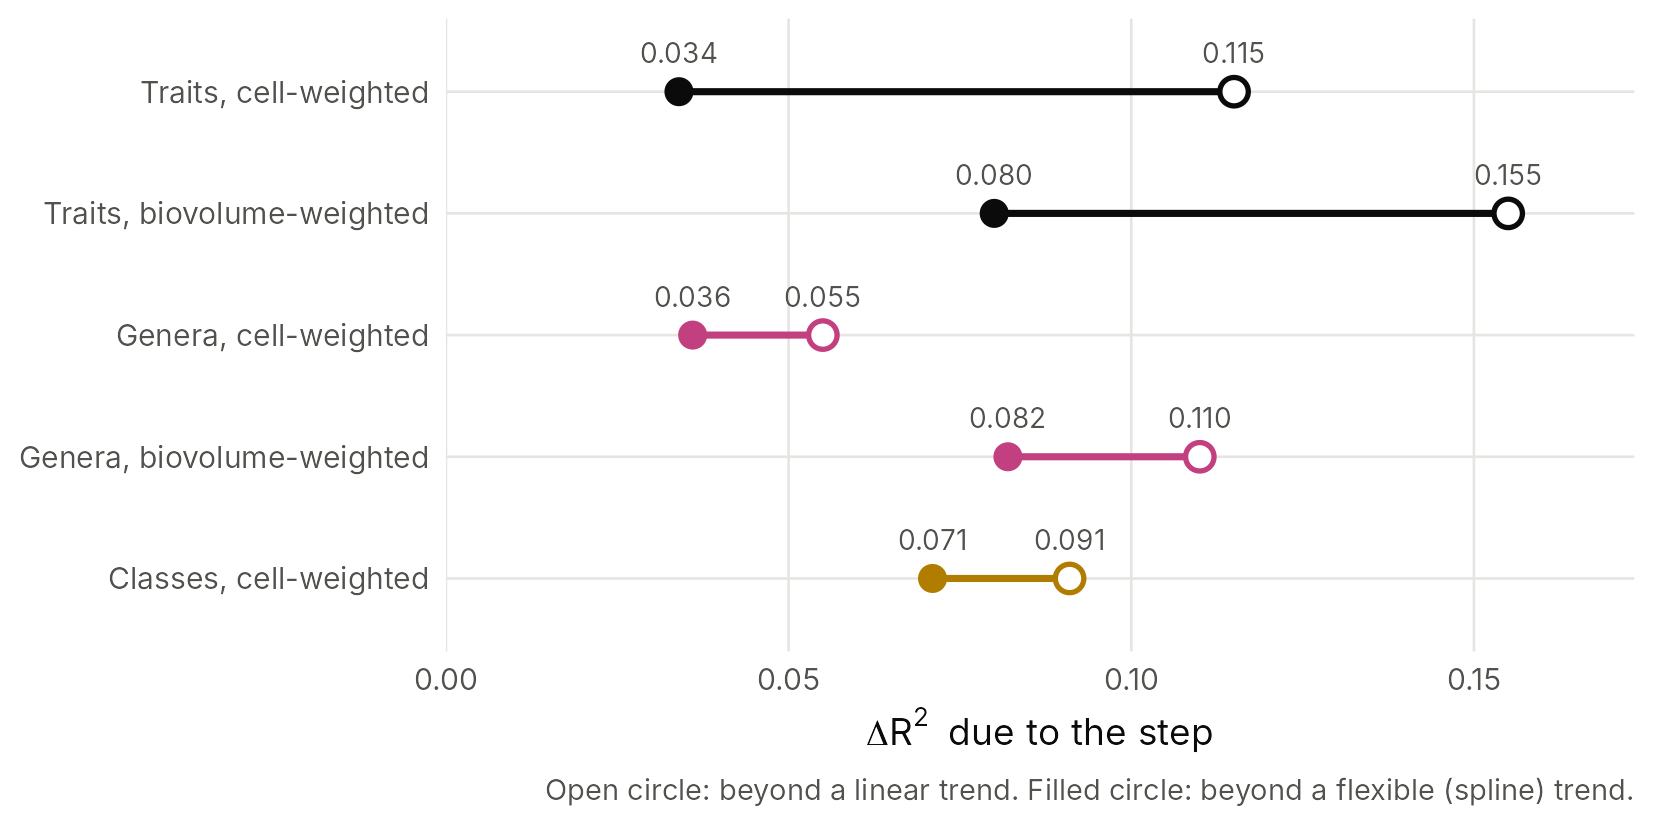 0.034 0.115
Traits, cell-weighted
0.080 0.155
Traits, biovolume-weighted
0.036 0.055
Genera, cell-weighted
0.082 0.110
Genera, biovolume-weighted
0.071 0.091
Classes, cell-weighted
0.00 0.05 0.10 0.15
ΔR² due to the step
Open circle: beyond a linear trend. Filled circle: beyond a flexible (spline) trend.